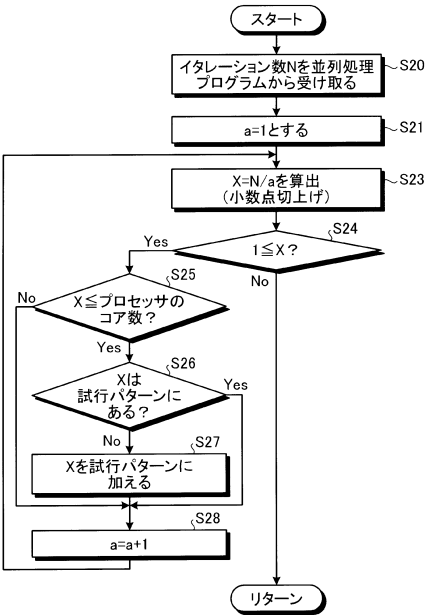 スタート
イタレーション数Nを並列処理
プログラムから受け取る
S20
a=1とする
S21
X=N/aを算出
(小数点切上げ)
S23
S24
1≦X?
Yes
No
S25
X≦プロセッサの
コア数?
No
Yes
S26
Xは
試行パターンに
ある?
Yes
No
S27
Xを試行パターンに
加える
S28
a=a+1
リターン